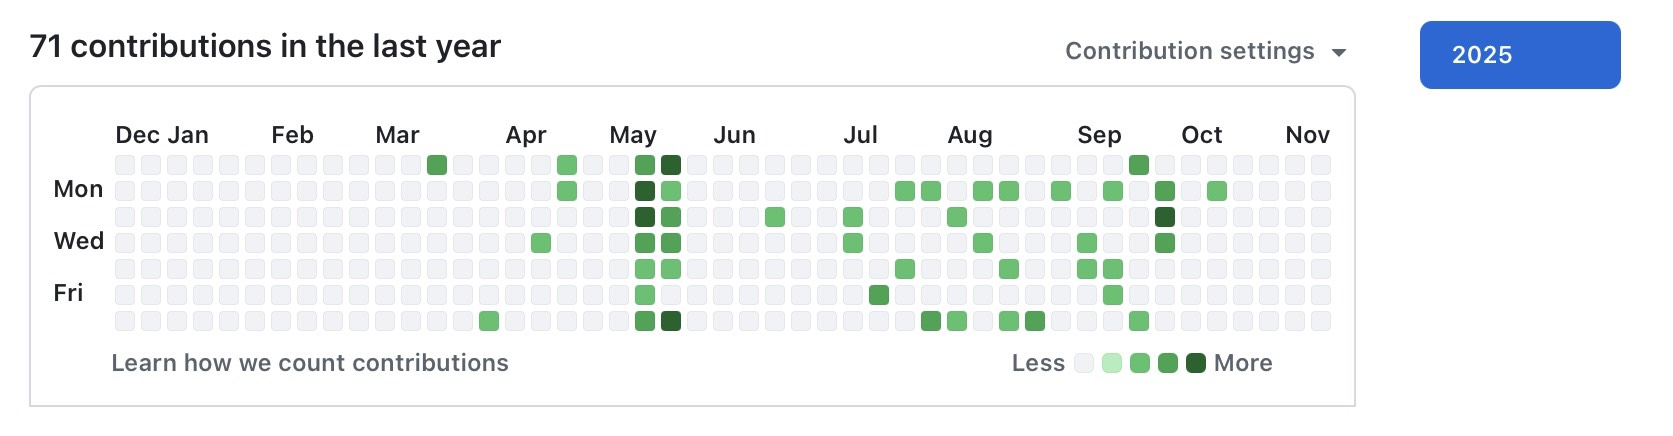 71 contributions in the last year
Contribution settings
2025
Dec Jan Feb Mar Apr May Jun Jul Aug Sep Oct Nov
Mon
Wed
Fri
Learn how we count contributions
Less More